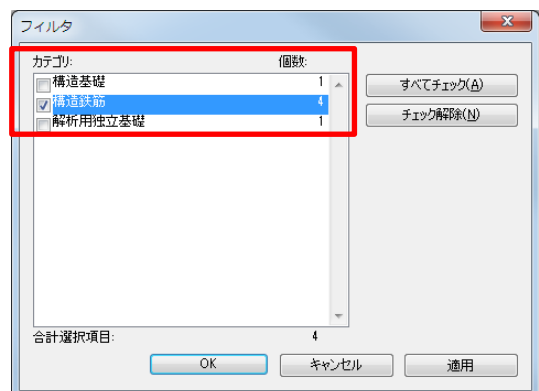 フィルタ
カテゴリ: 個数:
構造基礎 1
構造鉄筋 4
解析用独立基礎 1
すべてチェック(A)
チェック解除(N)
合計選択項目: 4
OK キャンセル 適用